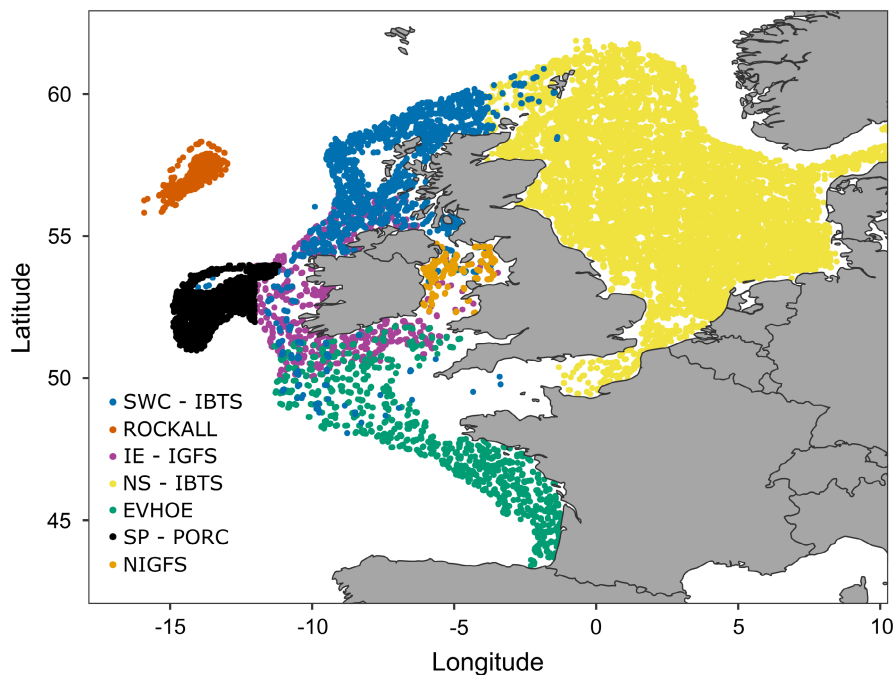 60
55
50
45
Latitude
SWC - IBTS
ROCKALL
IE - IGFS
NS - IBTS
EVHOE
SP - PORC
NIGFS
-15 -10 -5 0 5 10
Longitude